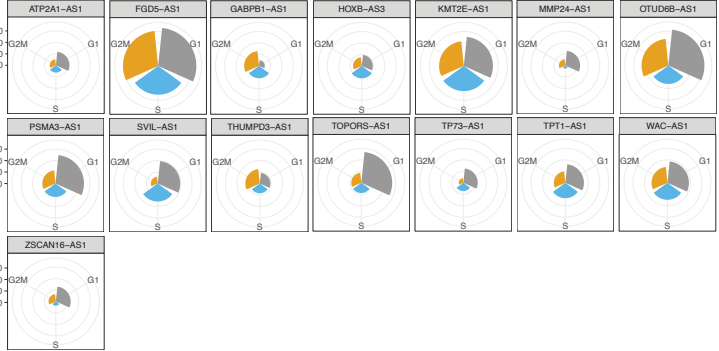 ATP2A1−AS1 FGD5−AS1 GABPB1−AS1 HOXB−AS3 KMT2E−AS1 MMP24−AS1 OTUD6B−AS1
G2M G1 G2M G1 G2M G1 G2M G1 G2M G1 G2M G1 G2M G1
S S S S S S S
PSMA3−AS1 SVIL−AS1 THUMPD3−AS1 TOPORS−AS1 TP73−AS1 TPT1−AS1 WAC−AS1
G2M G1 G2M G1 G2M G1 G2M G1 G2M G1 G2M G1 G2M G1
S S S S S S S
ZSCAN16−AS1
G2M G1
S